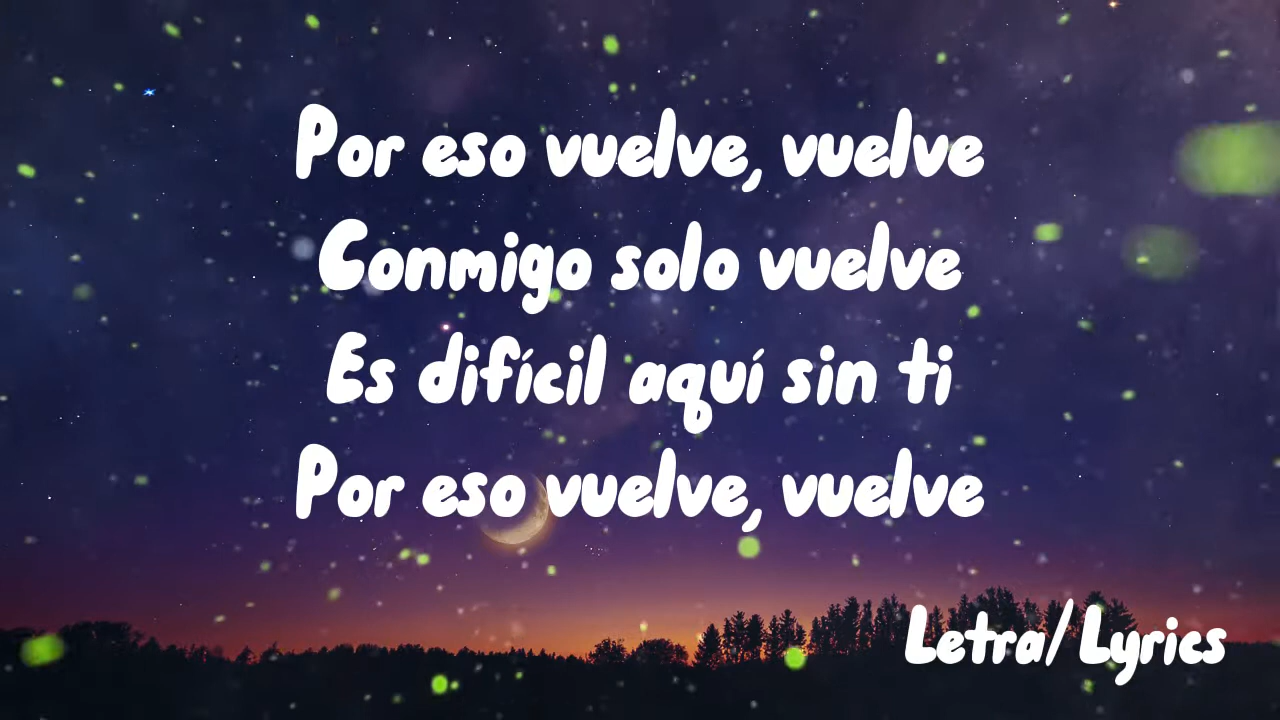 Por eso vuelve, vuelve
Conmigo solo vuelve
Es difícil aquí sin ti
Por eso vuelve, vuelve
Letra/Lyrics